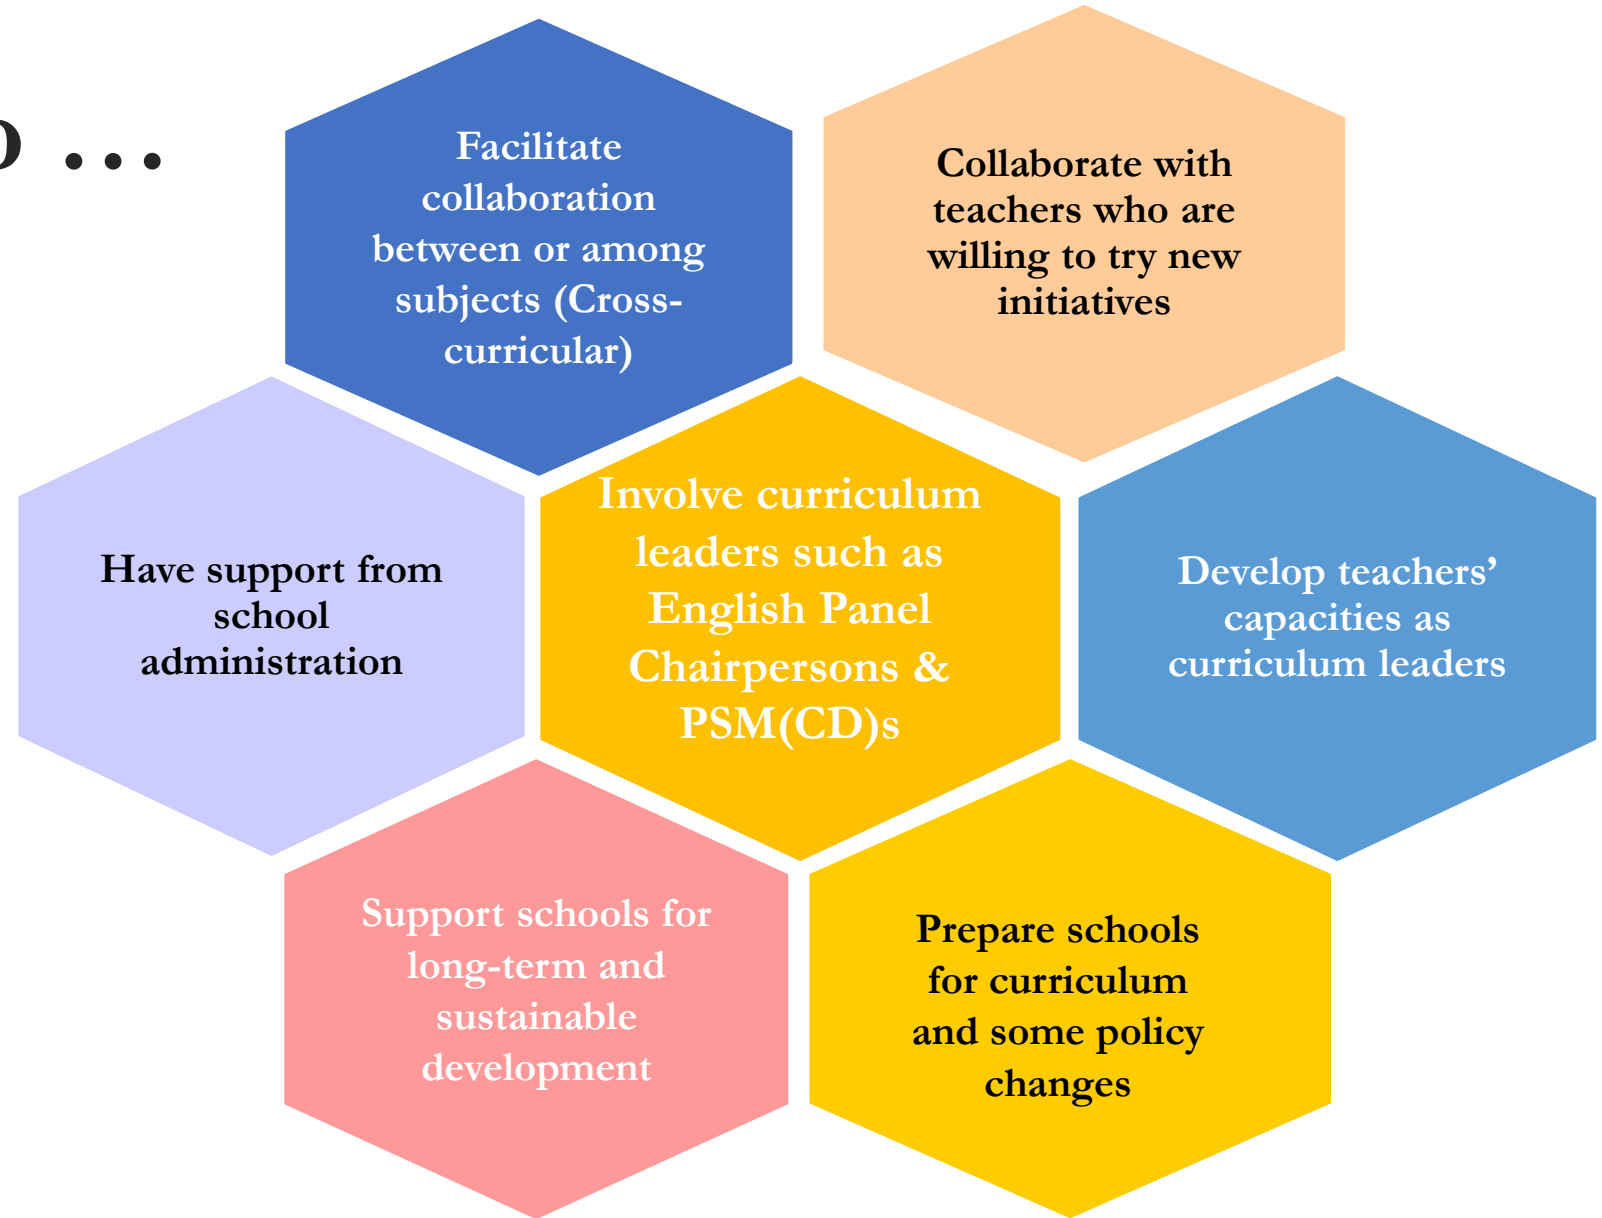 …
Facilitate
collaboration
between or among
subjects (Cross-
curricular)
Collaborate with
teachers who are
willing to try new
initiatives
Have support from
school
administration
Involve curriculum
leaders such as
English Panel
Chairpersons &
PSM(CD)s
Develop teachers’
capacities as
curriculum leaders
Support schools for
long-term and
sustainable
development
Prepare schools
for curriculum
and some policy
changes